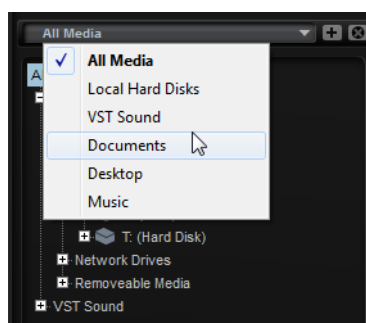 All Media
A
All Media
Local Hard Disks
VST Sound
Documents
Desktop
Music
T: (Hard Disk)
Network Drives
Removeable Media
VST Sound